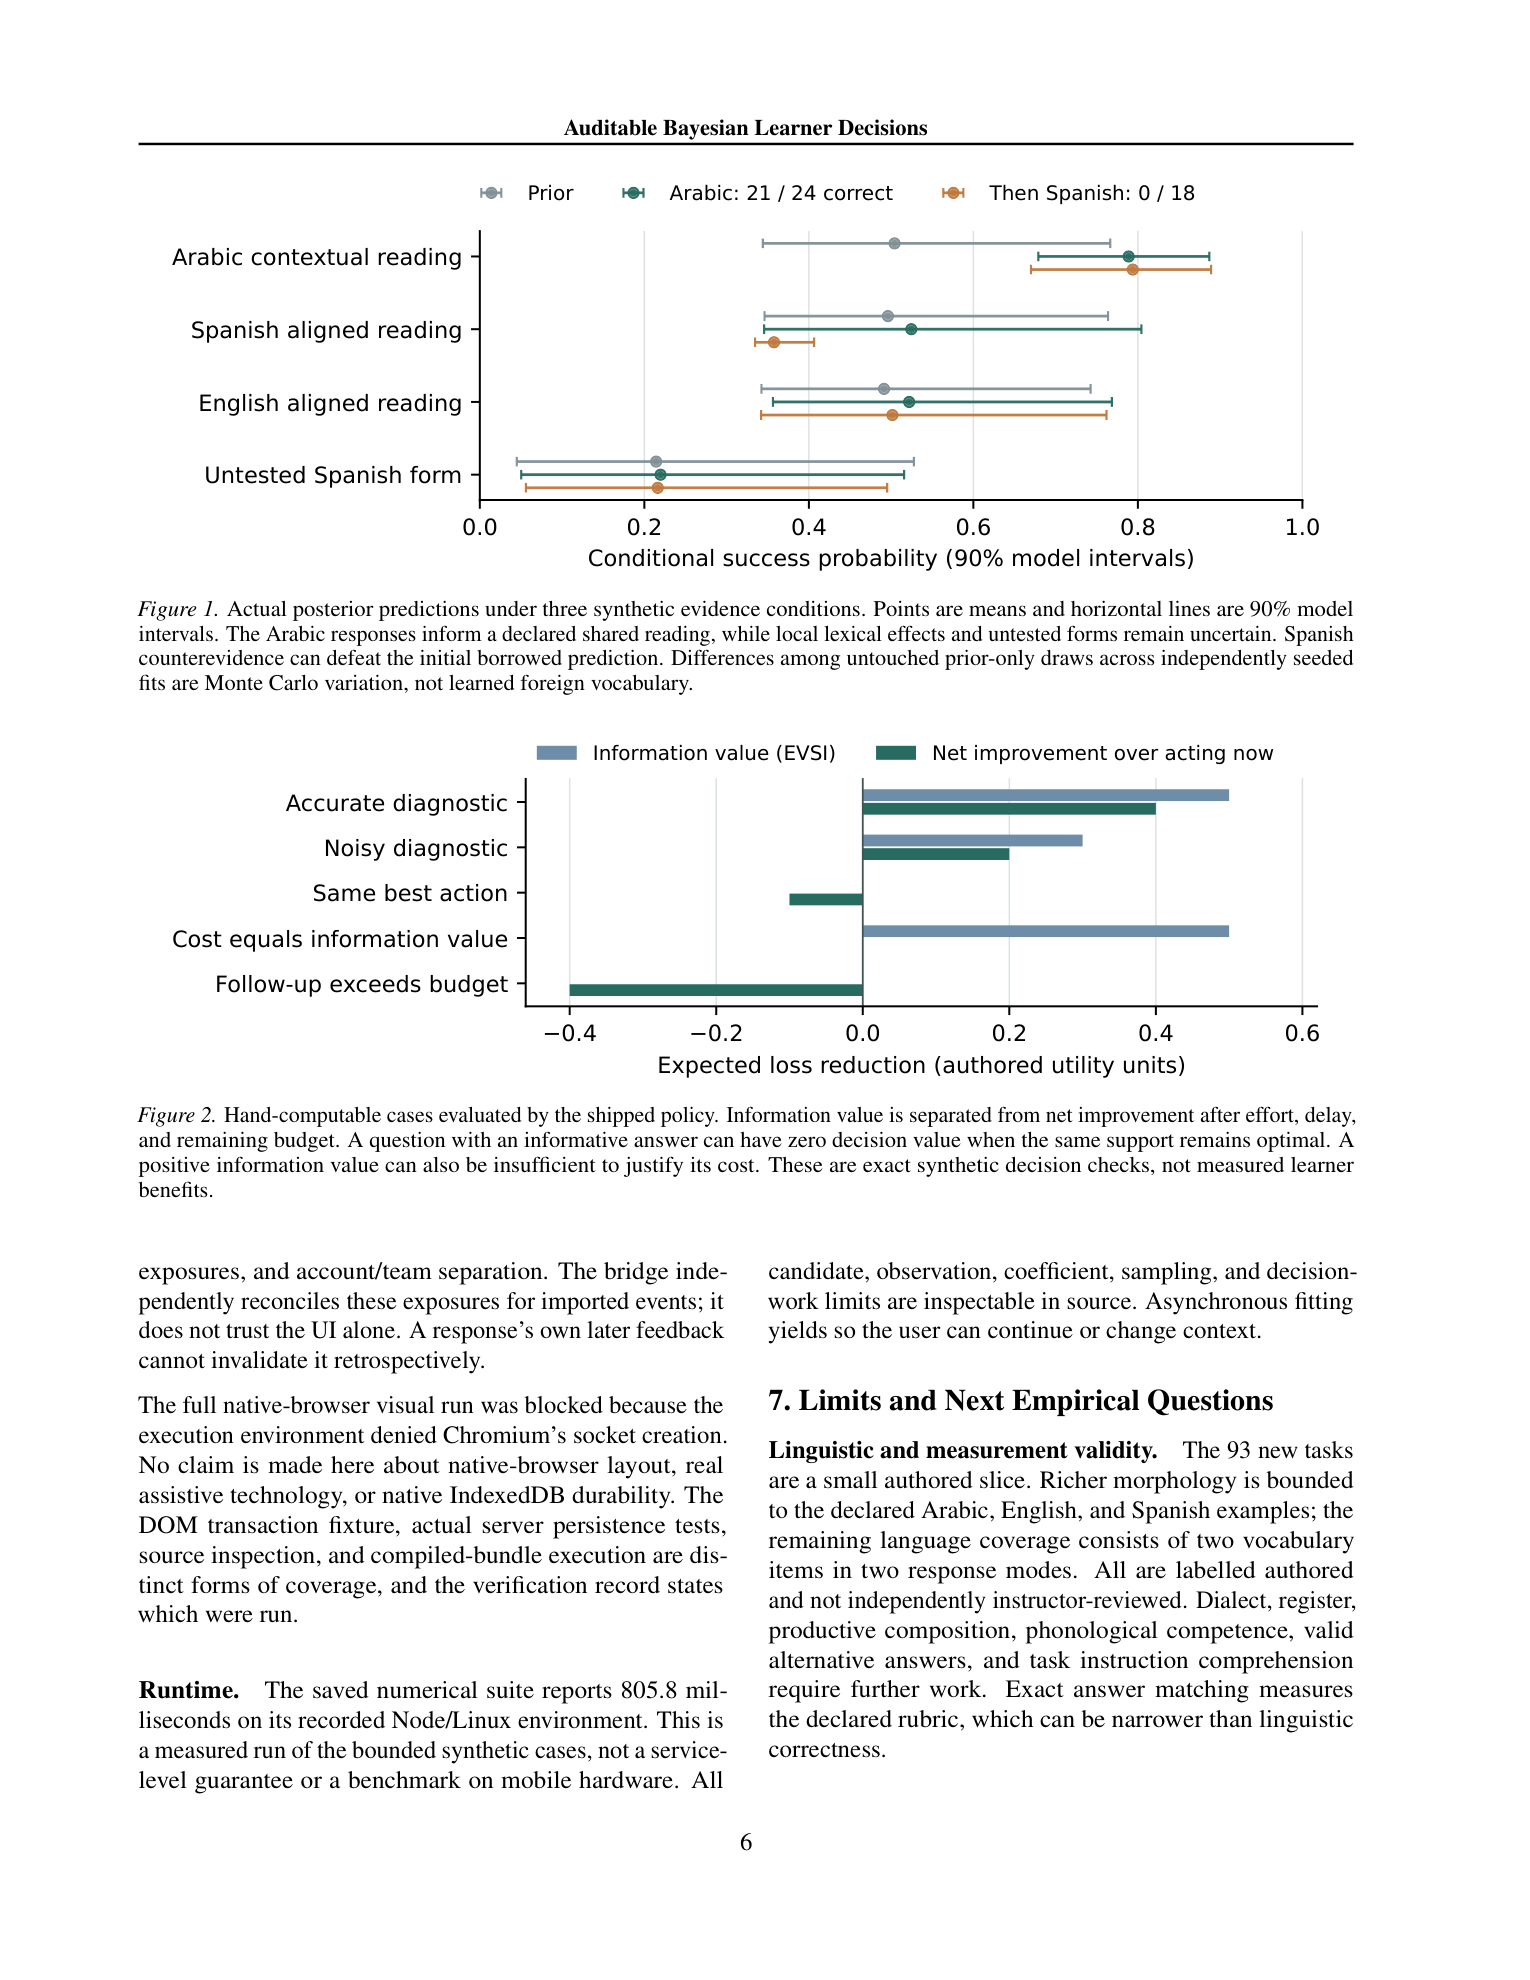 Auditable Bayesian Learner Decisions
Prior Arabic: 21 / 24 correct Then Spanish: 0 / 18
Arabic contextual reading
Spanish aligned reading
English aligned reading
Untested Spanish form
0.0 0.2 0.4 0.6 0.8 1.0
Conditional success probability (90% model intervals)
Figure 1. Actual posterior predictions under three synthetic evidence conditions. Points are means and horizontal lines are 90% model
intervals. The Arabic responses inform a declared shared reading, while local lexical effects and untested forms remain uncertain. Spanish
counterevidence can defeat the initial borrowed prediction. Differences among untouched prior-only draws across independently seeded
fits are Monte Carlo variation, not learned foreign vocabulary.
Information value (EVSI) Net improvement over acting now
Accurate diagnostic
Noisy diagnostic
Same best action
Cost equals information value
Follow-up exceeds budget
−0.4 −0.2 0.0 0.2 0.4 0.6
Expected loss reduction (authored utility units)
Figure 2. Hand-computable cases evaluated by the shipped policy. Information value is separated from net improvement after effort, delay,
and remaining budget. A question with an informative answer can have zero decision value when the same support remains optimal. A
positive information value can also be insufficient to justify its cost. These are exact synthetic decision checks, not measured learner
benefits.
exposures, and account/team separation. The bridge inde-
pendently reconciles these exposures for imported events; it
does not trust the UI alone. A response's own later feedback
cannot invalidate it retrospectively.
The full native-browser visual run was blocked because the
execution environment denied Chromium's socket creation.
No claim is made here about native-browser layout, real
assistive technology, or native IndexedDB durability. The
DOM transaction fixture, actual server persistence tests,
source inspection, and compiled-bundle execution are dis-
tinct forms of coverage, and the verification record states
which were run.
Runtime. The saved numerical suite reports 805.8 mil-
liseconds on its recorded Node/Linux environment. This is
a measured run of the bounded synthetic cases, not a service-
level guarantee or a benchmark on mobile hardware. All
candidate, observation, coefficient, sampling, and decision-
work limits are inspectable in source. Asynchronous fitting
yields so the user can continue or change context.
7. Limits and Next Empirical Questions
Linguistic and measurement validity. The 93 new tasks
are a small authored slice. Richer morphology is bounded
to the declared Arabic, English, and Spanish examples; the
remaining language coverage consists of two vocabulary
items in two response modes. All are labelled authored
and not independently instructor-reviewed. Dialect, register,
productive composition, phonological competence, valid
alternative answers, and task instruction comprehension
require further work. Exact answer matching measures
the declared rubric, which can be narrower than linguistic
correctness.
6